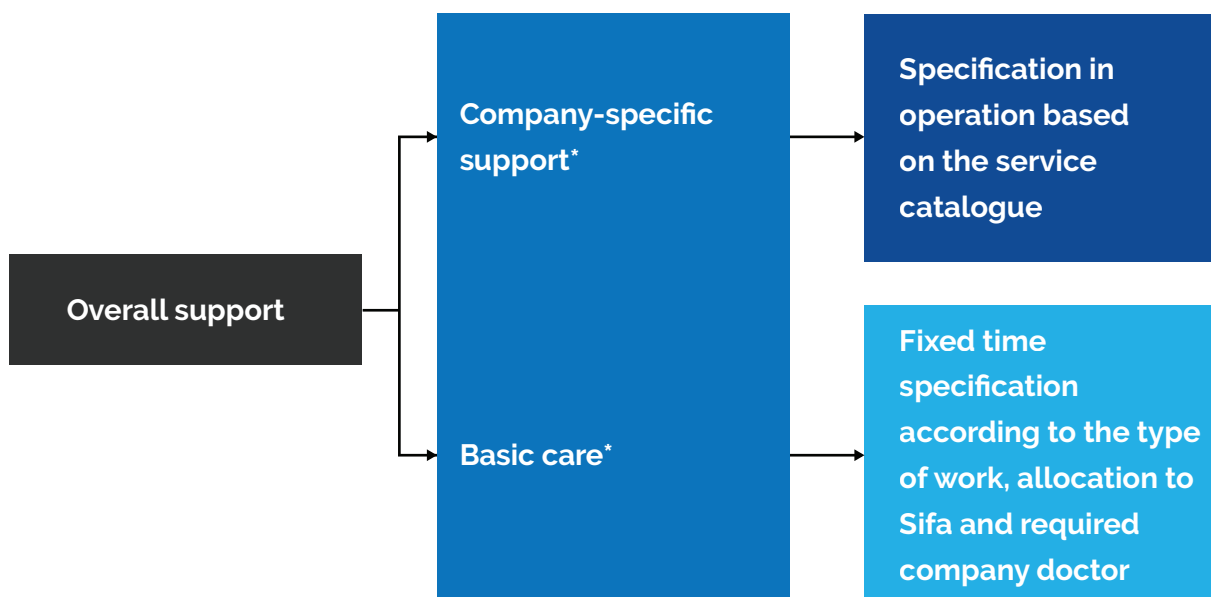 Overall support
Company-specific
support*
Basic care*
Specification in
operation based
on the service
catalogue
Fixed time
specification
according to the type
of work, allocation to
Sifa and required
company doctor